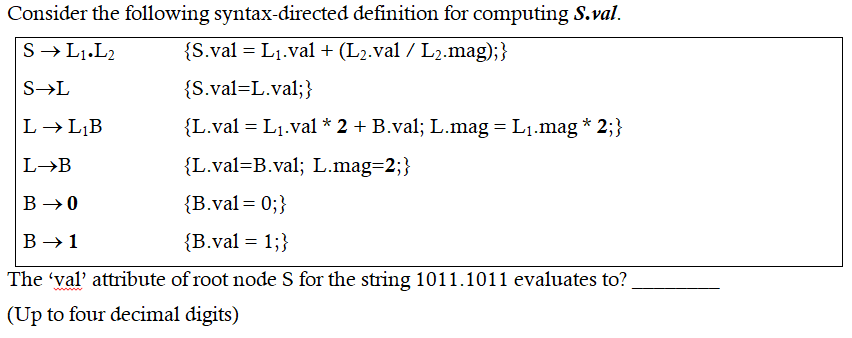 Consider the following syntax-directed definition for computing S.val.
S → L₁.L₂ {S.val = L₁.val + (L₂.val / L₂.mag);}
S→L {S.val=L.val;}
L → L₁B {L.val = L₁.val * 2 + B.val; L.mag = L₁.mag * 2;}
L→B {L.val=B.val; L.mag=2;}
B → 0 {B.val = 0;}
B → 1 {B.val = 1;}
The ‘val’ attribute of root node S for the string 1011.1011 evaluates to? ________
(Up to four decimal digits)